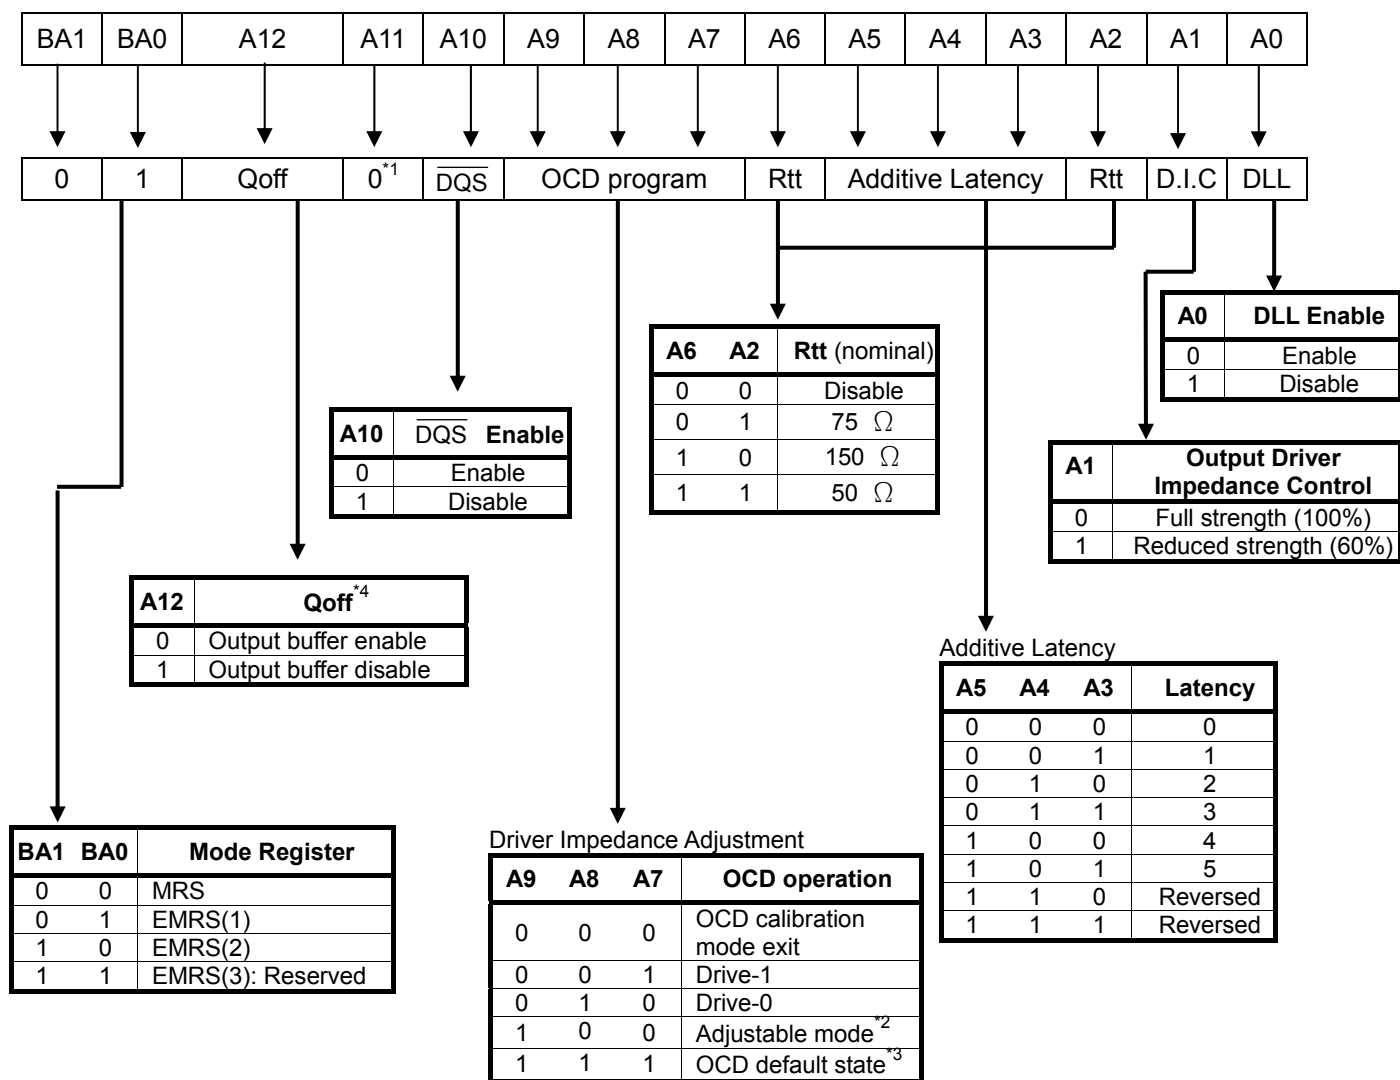 BA1 BA0 A12 A11 A10 A9 A8 A7 A6 A5 A4 A3 A2 A1 A0
0 1 Qoff 0*1 D̅Q̅S̅ OCD program Rtt Additive Latency Rtt D.I.C DLL
A0 DLL Enable
0 Enable
1 Disable
A6 A2 Rtt (nominal)
0 0 Disable
0 1 75 Ω
1 0 150 Ω
1 1 50 Ω
A10 D̅Q̅S̅ Enable
0 Enable
1 Disable
A1 Output Driver
Impedance Control
0 Full strength (100%)
1 Reduced strength (60%)
A12 Qoff*4
0 Output buffer enable
1 Output buffer disable
Additive Latency
A5 A4 A3 Latency
0 0 0 0
0 0 1 1
0 1 0 2
0 1 1 3
1 0 0 4
1 0 1 5
1 1 0 Reversed
1 1 1 Reversed
BA1 BA0 Mode Register
0 0 MRS
0 1 EMRS(1)
1 0 EMRS(2)
1 1 EMRS(3): Reserved
Driver Impedance Adjustment
A9 A8 A7 OCD operation
0 0 0 OCD calibration
mode exit
0 0 1 Drive-1
0 1 0 Drive-0
1 0 0 Adjustable mode*2
1 1 1 OCD default state*3